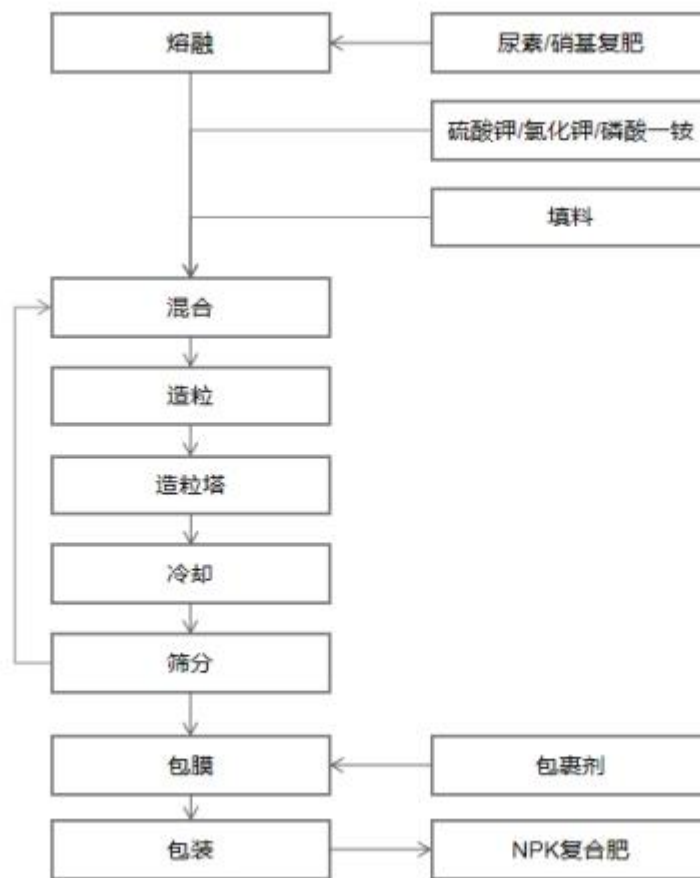 熔融
尿素/硝基复肥
硫酸钾/氯化钾/磷酸一铵
填料
混合
造粒
造粒塔
冷却
筛分
包膜
包裹剂
包装
NPK复合肥